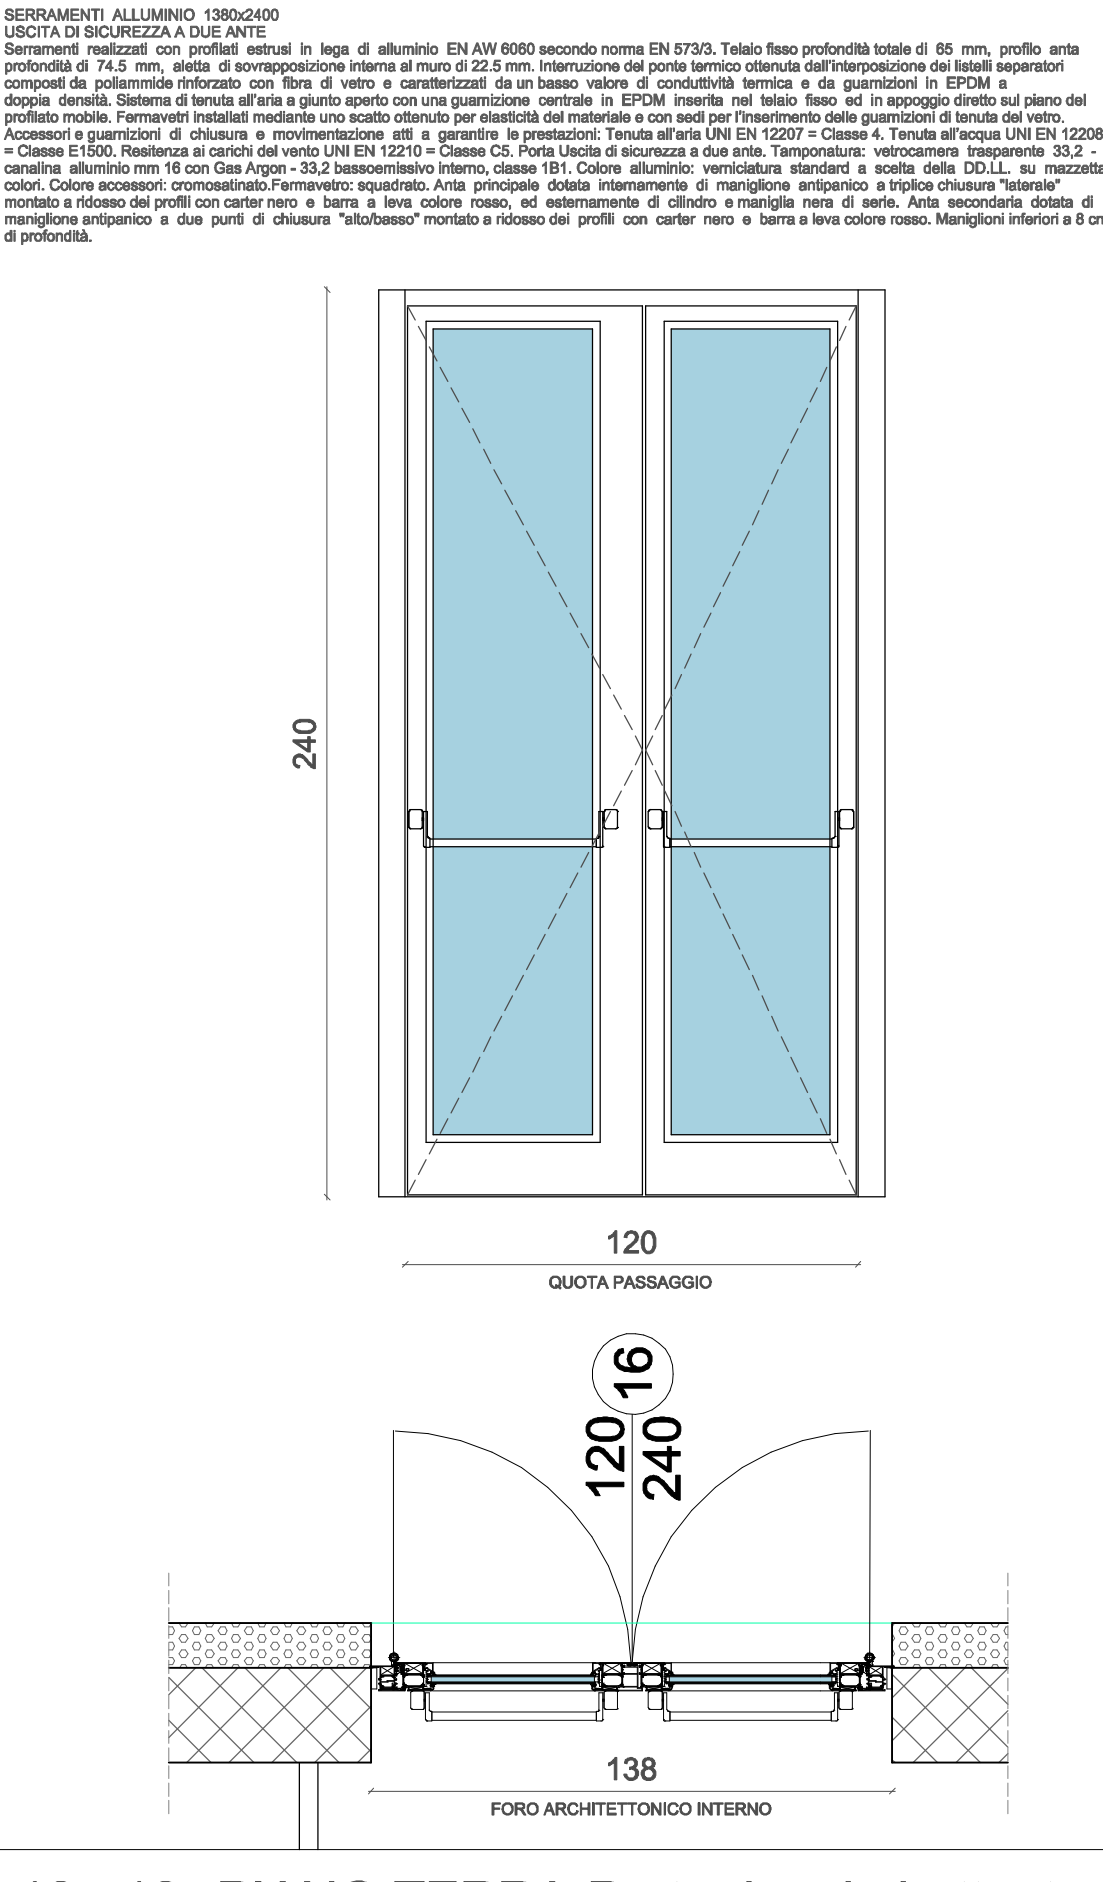 SERRAMENTI ALLUMINIO 1380x2400
USCITA DI SICUREZZA A DUE ANTE
Serramenti realizzati con profilati estrusi in lega di alluminio EN AW 6060 secondo norma EN 573/3. Telaio fisso profondità totale di 65 mm, profilo anta
profondità di 74.5 mm, aletta di sovrapposizione interna al muro di 22.5 mm. Interruzione del ponte termico ottenuta dall'interposizione dei listelli separatori
composti da poliammide rinforzato con fibra di vetro e caratterizzati da un basso valore di conduttività termica e da guarnizioni in EPDM a
doppia densità. Sistema di tenuta all'aria a giunto aperto con una guarnizione centrale in EPDM inserita nel telaio fisso ed in appoggio diretto sul piano del
profilato mobile. Fermavetri installati mediante uno scatto ottenuto per elasticità del materiale e con sedi per l'inserimento delle guarnizioni di tenuta del vetro.
Accessori e guarnizioni di chiusura e movimentazione atti a garantire le prestazioni: Tenuta all'aria UNI EN 12207 = Classe 4. Tenuta all'acqua UNI EN 12208
= Classe E1500. Resitenza ai carichi del vento UNI EN 12210 = Classe C5. Porta Uscita di sicurezza a due ante. Tamponatura: vetrocamera trasparente 33,2 -
canalina alluminio mm 16 con Gas Argon - 33,2 bassoemissivo interno, classe 1B1. Colore alluminio: verniciatura standard a scelta della DD.LL. su mazzetta
colori. Colore accessori: cromosatinato.Fermavetro: squadrato. Anta principale dotata internamente di maniglione antipanico a triplice chiusura "laterale"
montato a ridosso dei profili con carter nero e barra a leva colore rosso, ed esternamente di cilindro e maniglia nera di serie. Anta secondaria dotata di
maniglione antipanico a due punti di chiusura "alto/basso" montato a ridosso dei profili con carter nero e barra a leva colore rosso. Maniglioni inferiori a 8 cm
di profondità.
240
120
QUOTA PASSAGGIO
16
120
240
138
FORO ARCHITETTONICO INTERNO